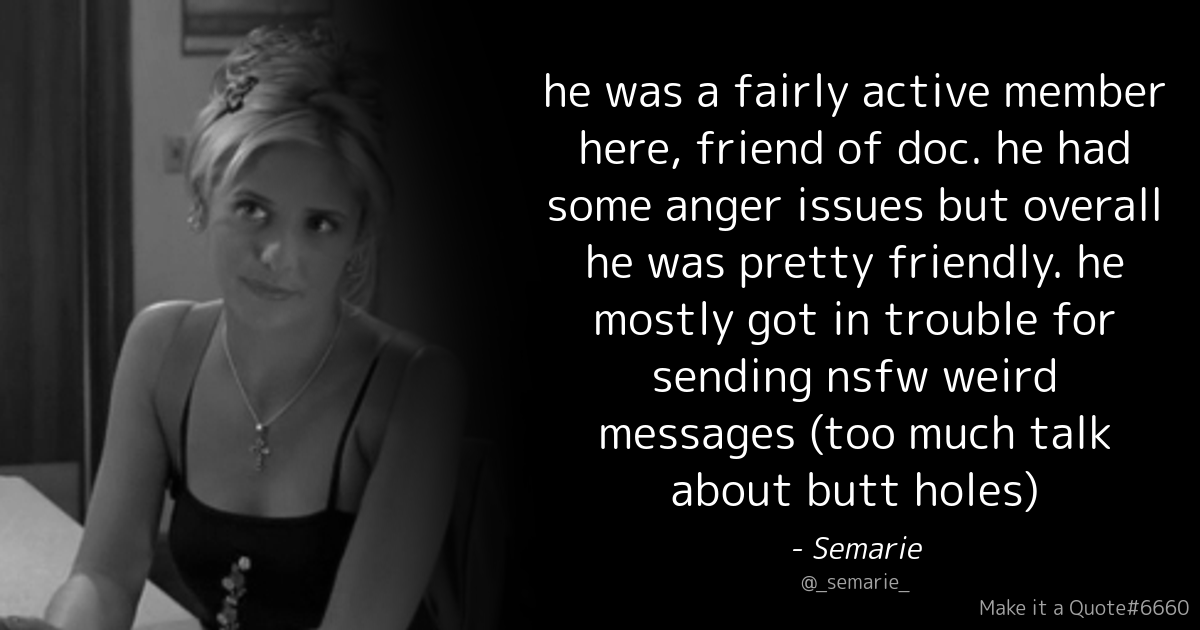 he was a fairly active member
here, friend of doc. he had
some anger issues but overall
he was pretty friendly. he
mostly got in trouble for
sending nsfw weird
messages (too much talk
about butt holes)
- Semarie
@_semarie_
Make it a Quote#6660